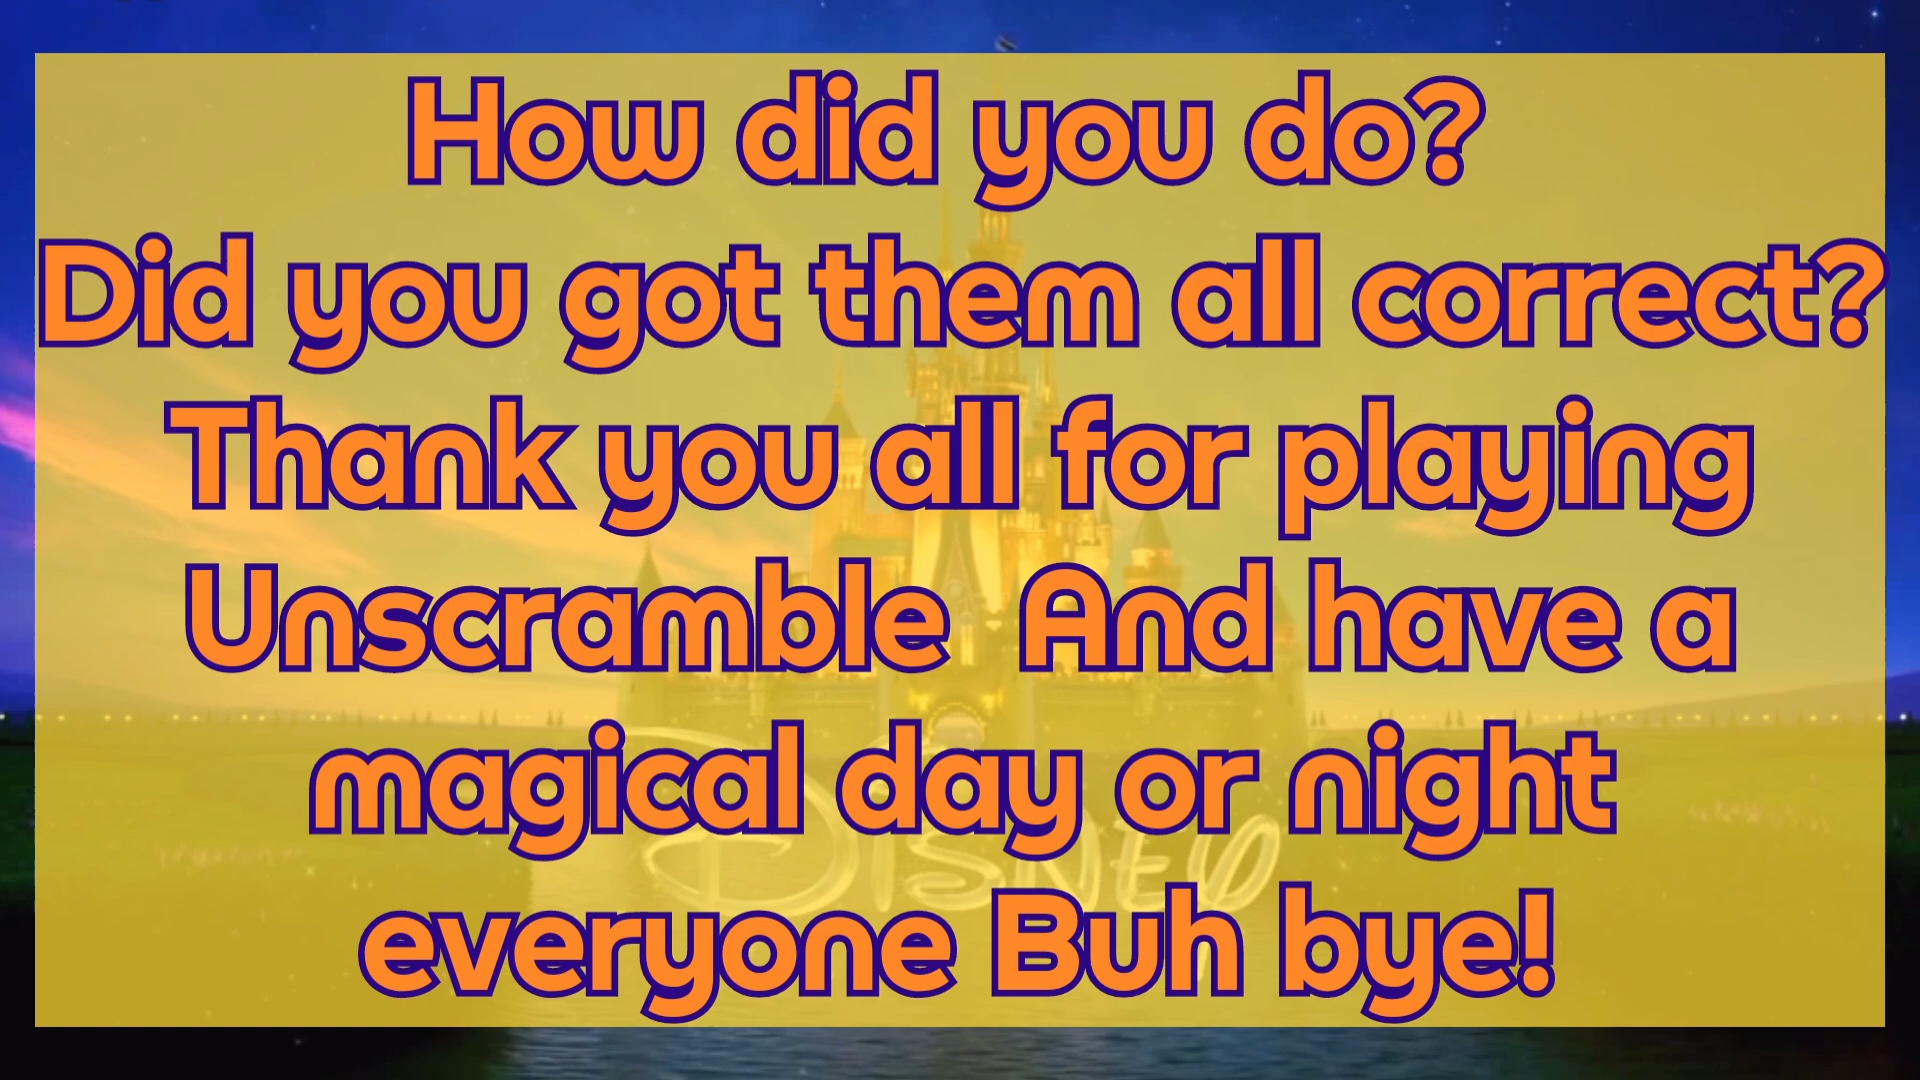 How did you do?
Did you got them all correct?
Thank you all for playing
Unscramble  And have a
magical day or night
everyone Buh bye!
Disney